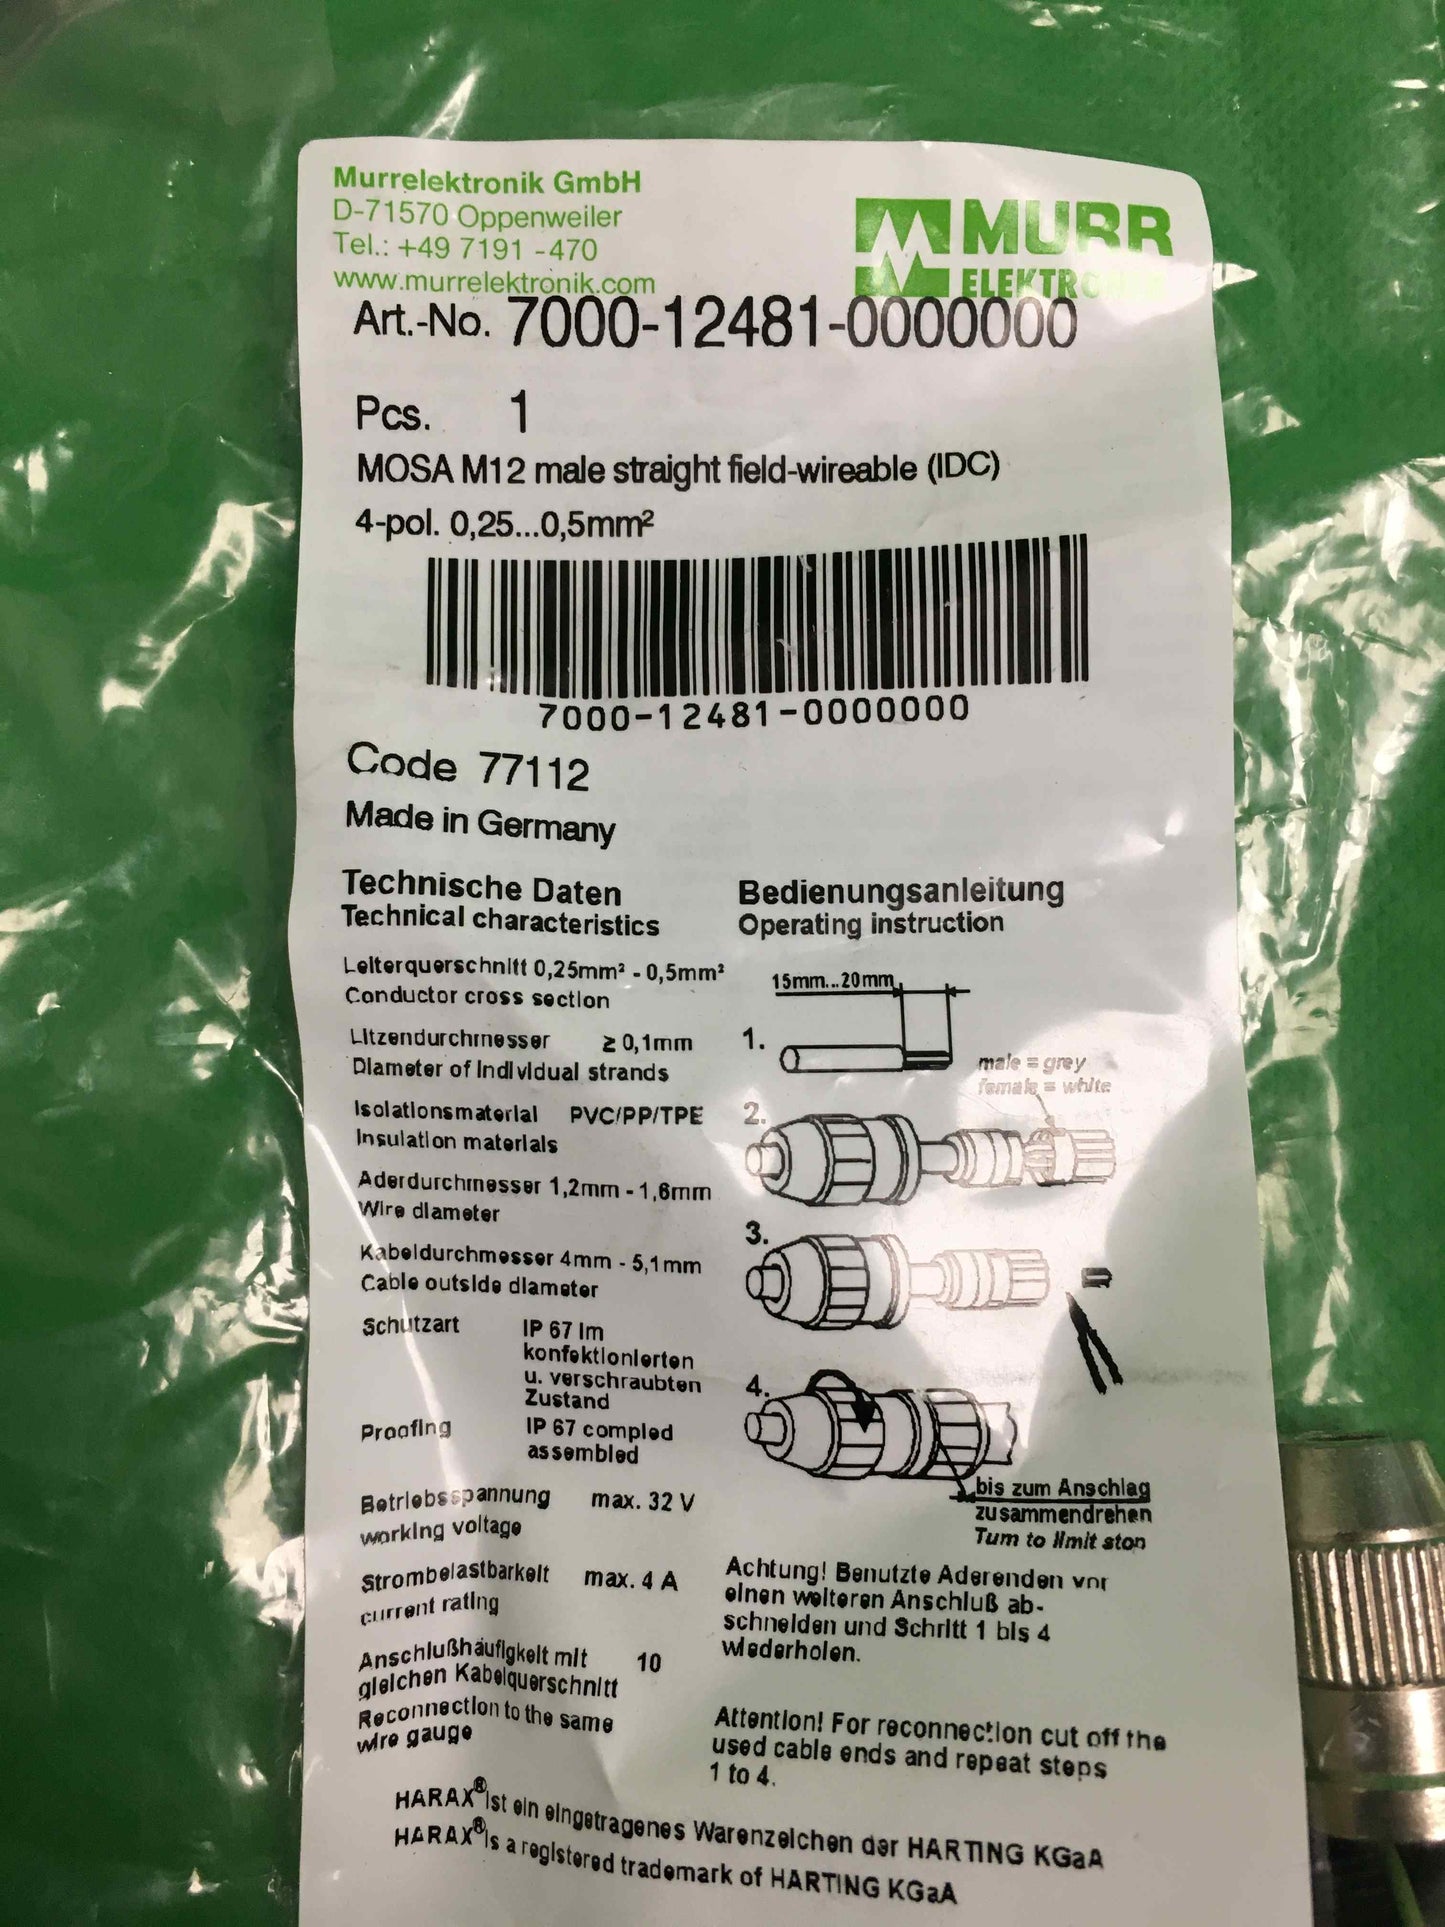 Murrelektronik GmbH
D-71570 Oppenweiler
Tel.: +49 7191 -470
www.murrelektronik.com
MURR
ELEKTRONIK
Art.-No. 7000-12481-0000000
Pcs. 1
MOSA M12 male straight field-wireable (IDC)
4-pol. 0,25...0,5mm²
7000-12481-0000000
Code 77112
Made in Germany
Technische Daten
Technical characteristics
Leiterquerschnitt 0,25mm² - 0,5mm²
Conductor cross section
Litzendurchmesser ≥ 0,1mm
Diameter of individual strands
Isolationsmaterial PVC/PP/TPE
Insulation materials
Aderdurchmesser 1,2mm - 1,6mm
Wire diameter
Kabeldurchmesser 4mm - 5,1mm
Cable outside diameter
Schutzart IP 67 im
konfektionierten
u. verschraubten
Zustand
Proofing IP 67 compled
assembled
Betriebsspannung max. 32 V
working voltage
Strombelastbarkeit max. 4 A
current rating
Anschlußhäufigkeit mit 10
gleichen Kabelquerschnitt
Reconnection to the same
wire gauge
Bedienungsanleitung
Operating instruction
15mm...20mm
1.
male = grey
female = white
2.
3.
4.
bis zum Anschlag
zusammendrehen
Turn to limit stop
Achtung! Benutzte Aderenden vor
einen weiteren Anschluß ab-
schneiden und Schritt 1 bis 4
wiederholen.
Attention! For reconnection cut off the
used cable ends and repeat steps
1 to 4.
HARAX® ist ein eingetragenes Warenzeichen der HARTING KGaA
HARAX® is a registered trademark of HARTING KGaA